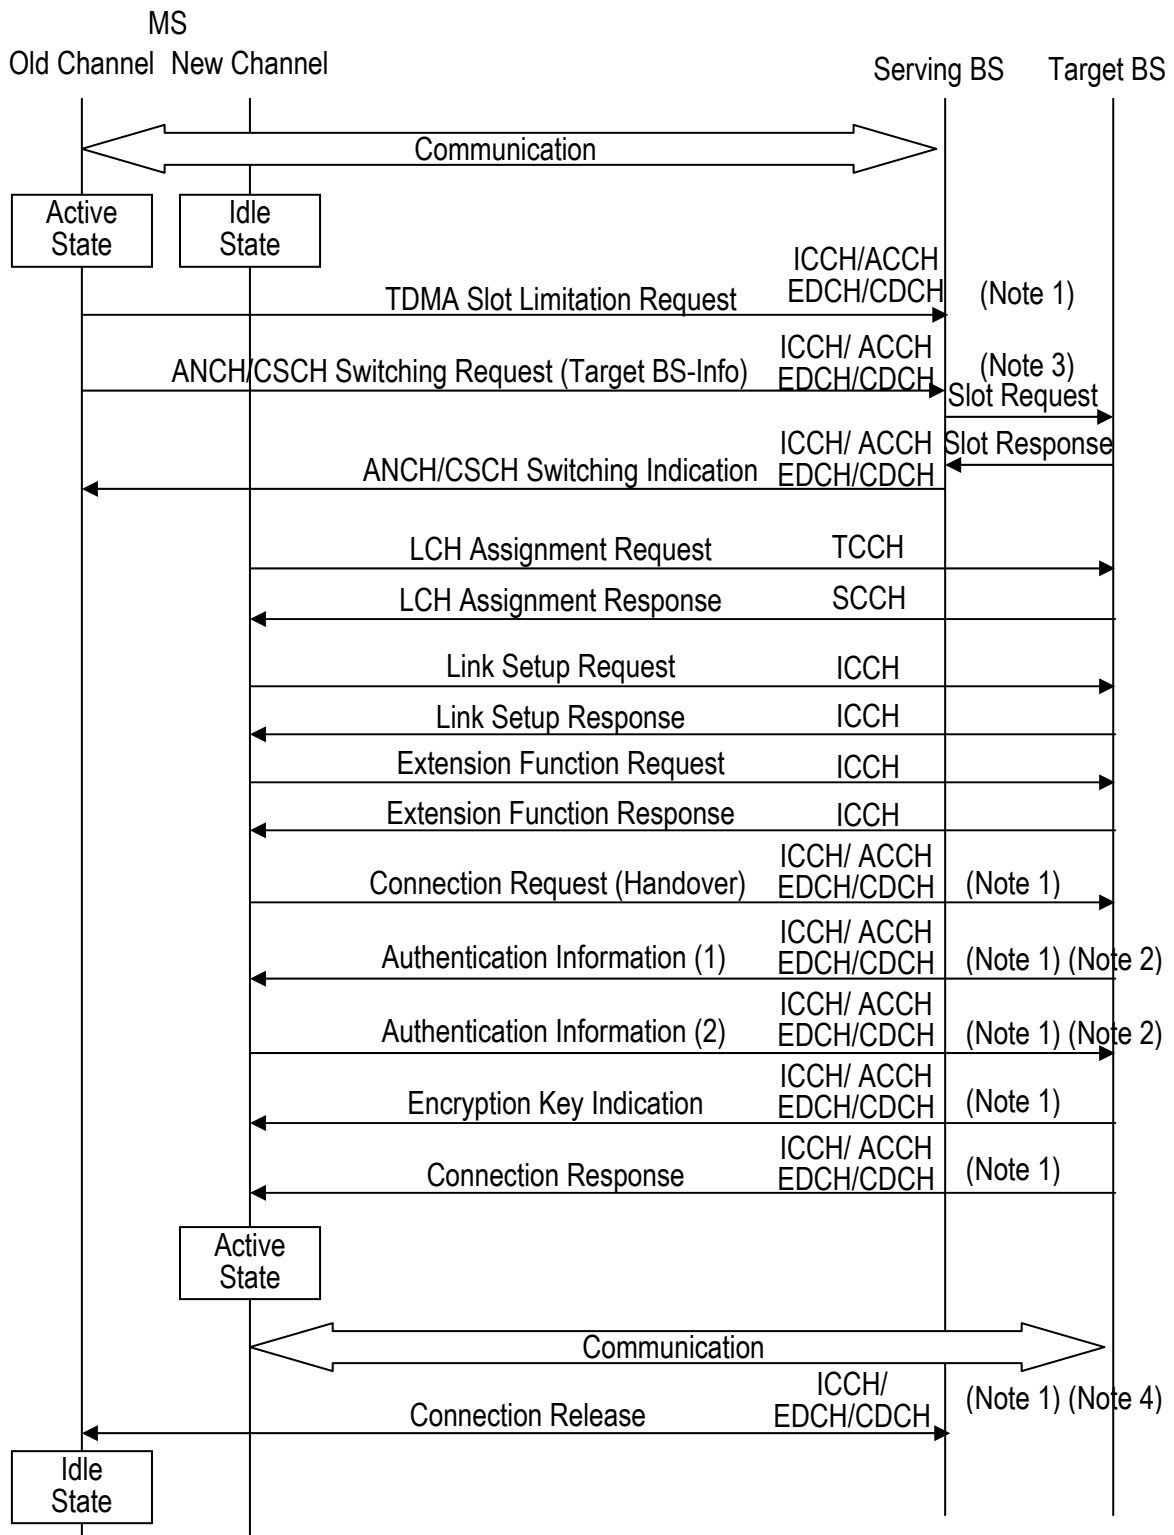 MS
Old Channel New Channel
Serving BS Target BS
Communication
Active
State
Idle
State
ICCH/ACCH
EDCH/CDCH
TDMA Slot Limitation Request
(Note 1)
ICCH/ ACCH
EDCH/CDCH
ANCH/CSCH Switching Request (Target BS-Info)
(Note 3)
Slot Request
Slot Response
ICCH/ ACCH
EDCH/CDCH
ANCH/CSCH Switching Indication
LCH Assignment Request TCCH
LCH Assignment Response SCCH
Link Setup Request ICCH
Link Setup Response ICCH
Extension Function Request ICCH
Extension Function Response ICCH
ICCH/ ACCH
EDCH/CDCH
Connection Request (Handover)
(Note 1)
ICCH/ ACCH
EDCH/CDCH
Authentication Information (1)
(Note 1) (Note 2)
ICCH/ ACCH
EDCH/CDCH
Authentication Information (2)
(Note 1) (Note 2)
ICCH/ ACCH
EDCH/CDCH
Encryption Key Indication
(Note 1)
ICCH/ ACCH
EDCH/CDCH
Connection Response
(Note 1)
Active
State
Communication
ICCH/
EDCH/CDCH
Connection Release
(Note 1) (Note 4)
Idle
State